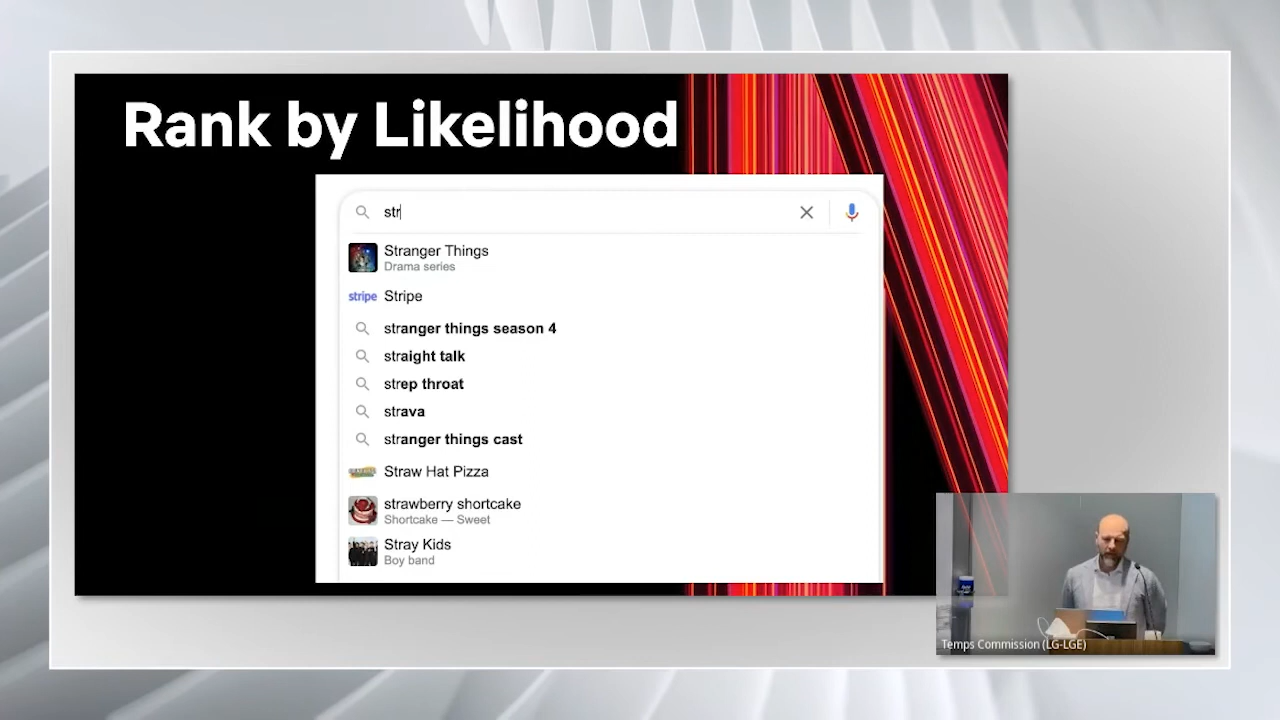 Rank by Likelihood
str
Stranger Things
Drama series
stripe Stripe
stranger things season 4
straight talk
strep throat
strava
stranger things cast
Straw Hat Pizza
strawberry shortcake
Shortcake — Sweet
Stray Kids
Boy band
Temps Commission (LG-LGE)